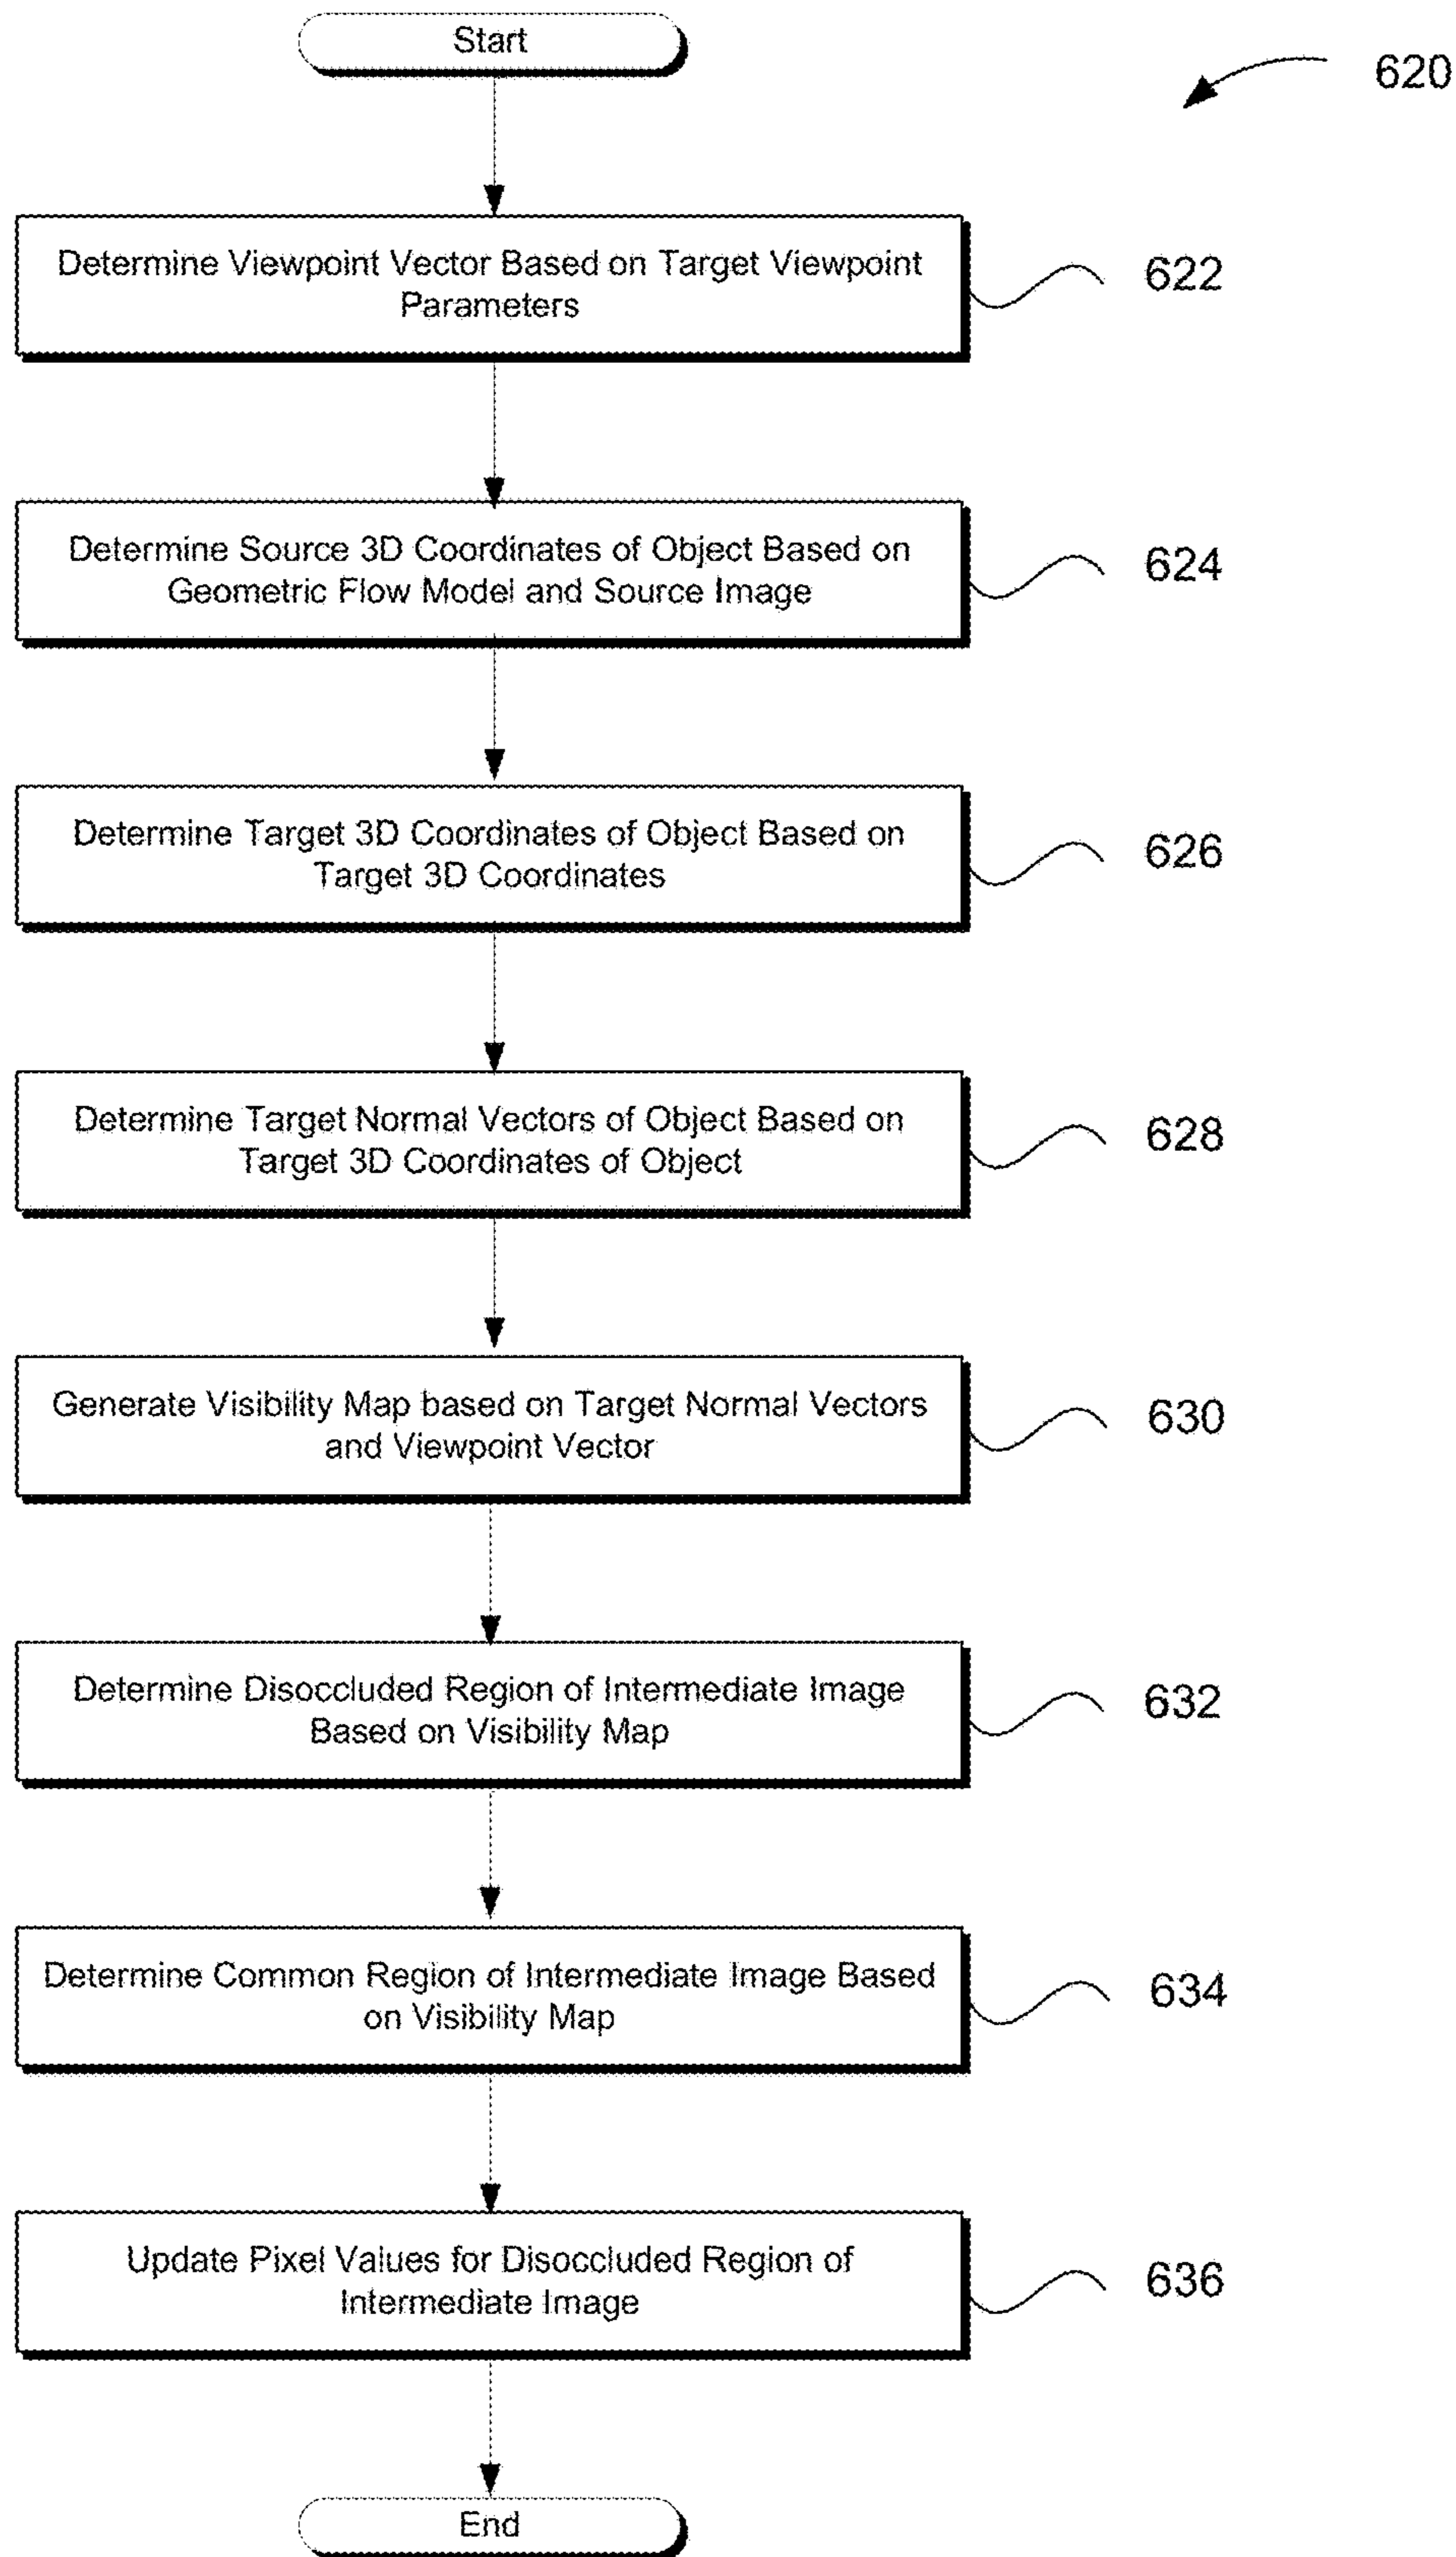 Start
620
Determine Viewpoint Vector Based on Target Viewpoint
Parameters
622
Determine Source 3D Coordinates of Object Based on
Geometric Flow Model and Source Image
624
Determine Target 3D Coordinates of Object Based on
Target 3D Coordinates
626
Determine Target Normal Vectors of Object Based on
Target 3D Coordinates of Object
628
Generate Visibility Map based on Target Normal Vectors
and Viewpoint Vector
630
Determine Disoccluded Region of Intermediate Image
Based on Visibility Map
632
Determine Common Region of Intermediate Image Based
on Visibility Map
634
Update Pixel Values for Disoccluded Region of
Intermediate Image
636
End